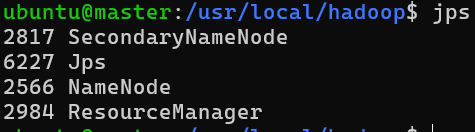 ubuntu@master:/usr/local/hadoop$ jps
2817 SecondaryNameNode
6227 Jps
2566 NameNode
2984 ResourceManager